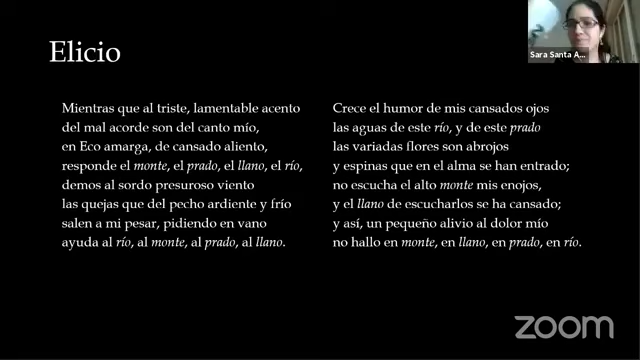 Elicio
Mientras que al triste, lamentable acento
del mal acorde son del canto mío,
en Eco amarga, de cansado aliento,
responde el monte, el prado, el llano, el río,
demos al sordo presuroso viento
las quejas que del pecho ardiente y frío
salen a mi pesar, pidiendo en vano
ayuda al río, al monte, al prado, al llano.
Crece el humor de mis cansados ojos
las aguas de este río, y de este prado
las variadas flores son abrojos
y espinas que en el alma se han entrado;
no escucha el alto monte mis enojos,
y el llano de escucharlos se ha cansado;
y así, un pequeño alivio al dolor mío
no hallo en monte, en llano, en prado, en río.
Sara Santa A...
zoom